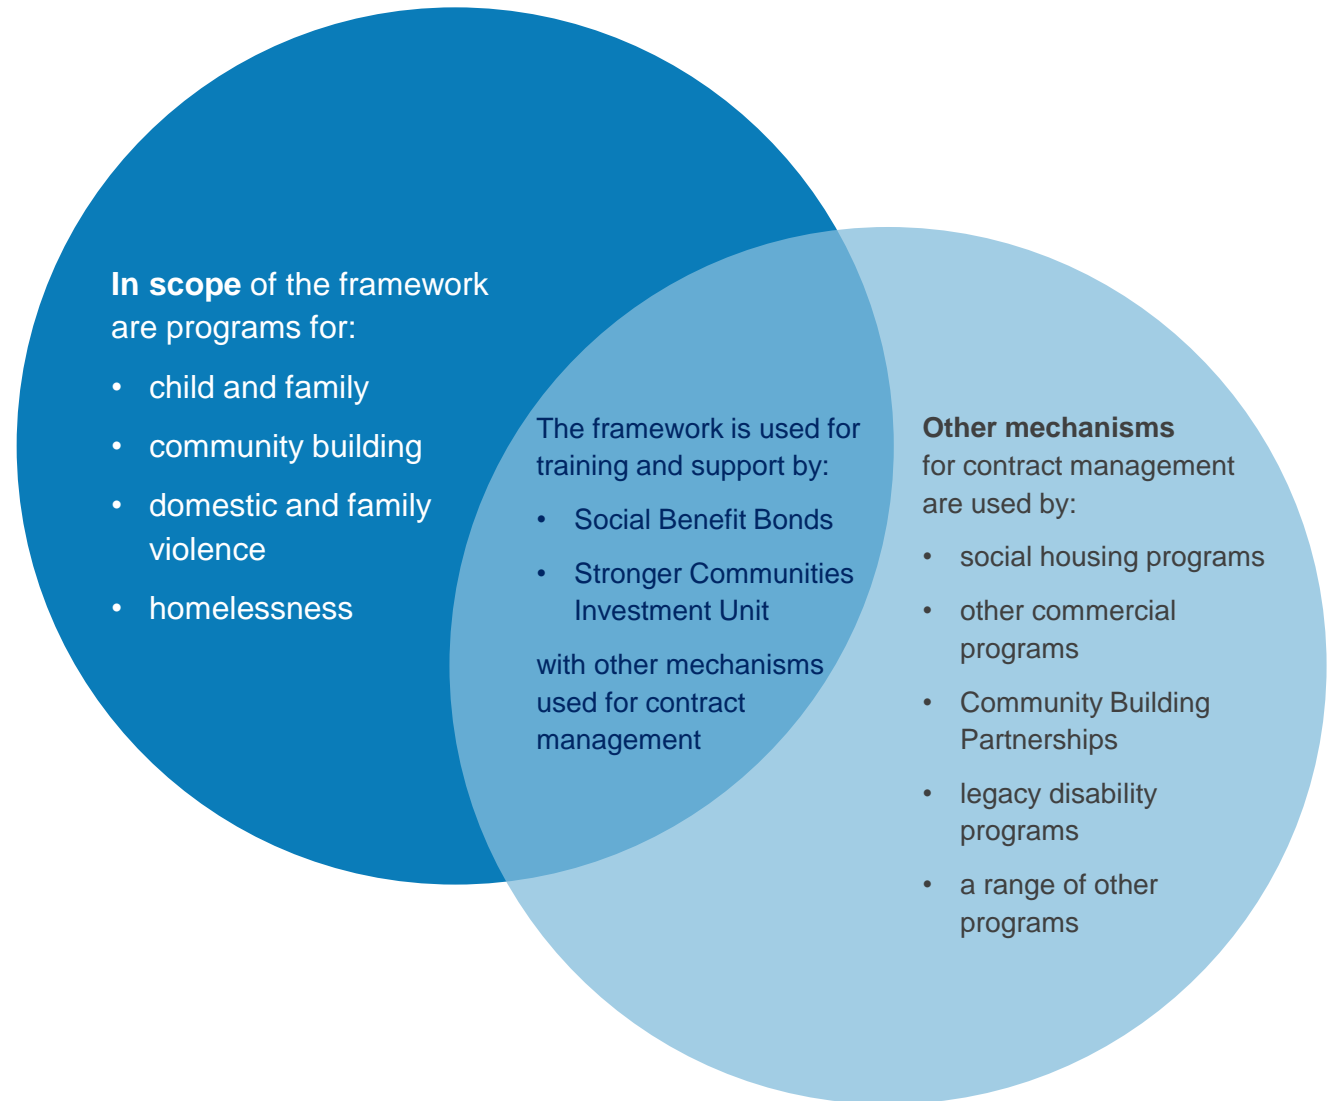 In scope of the framework
are programs for:
• child and family
• community building
• domestic and family
violence
• homelessness
The framework is used for
training and support by:
• Social Benefit Bonds
• Stronger Communities
Investment Unit
with other mechanisms
used for contract
management
Other mechanisms
for contract management
are used by:
• social housing programs
• other commercial
programs
• Community Building
Partnerships
• legacy disability
programs
• a range of other
programs